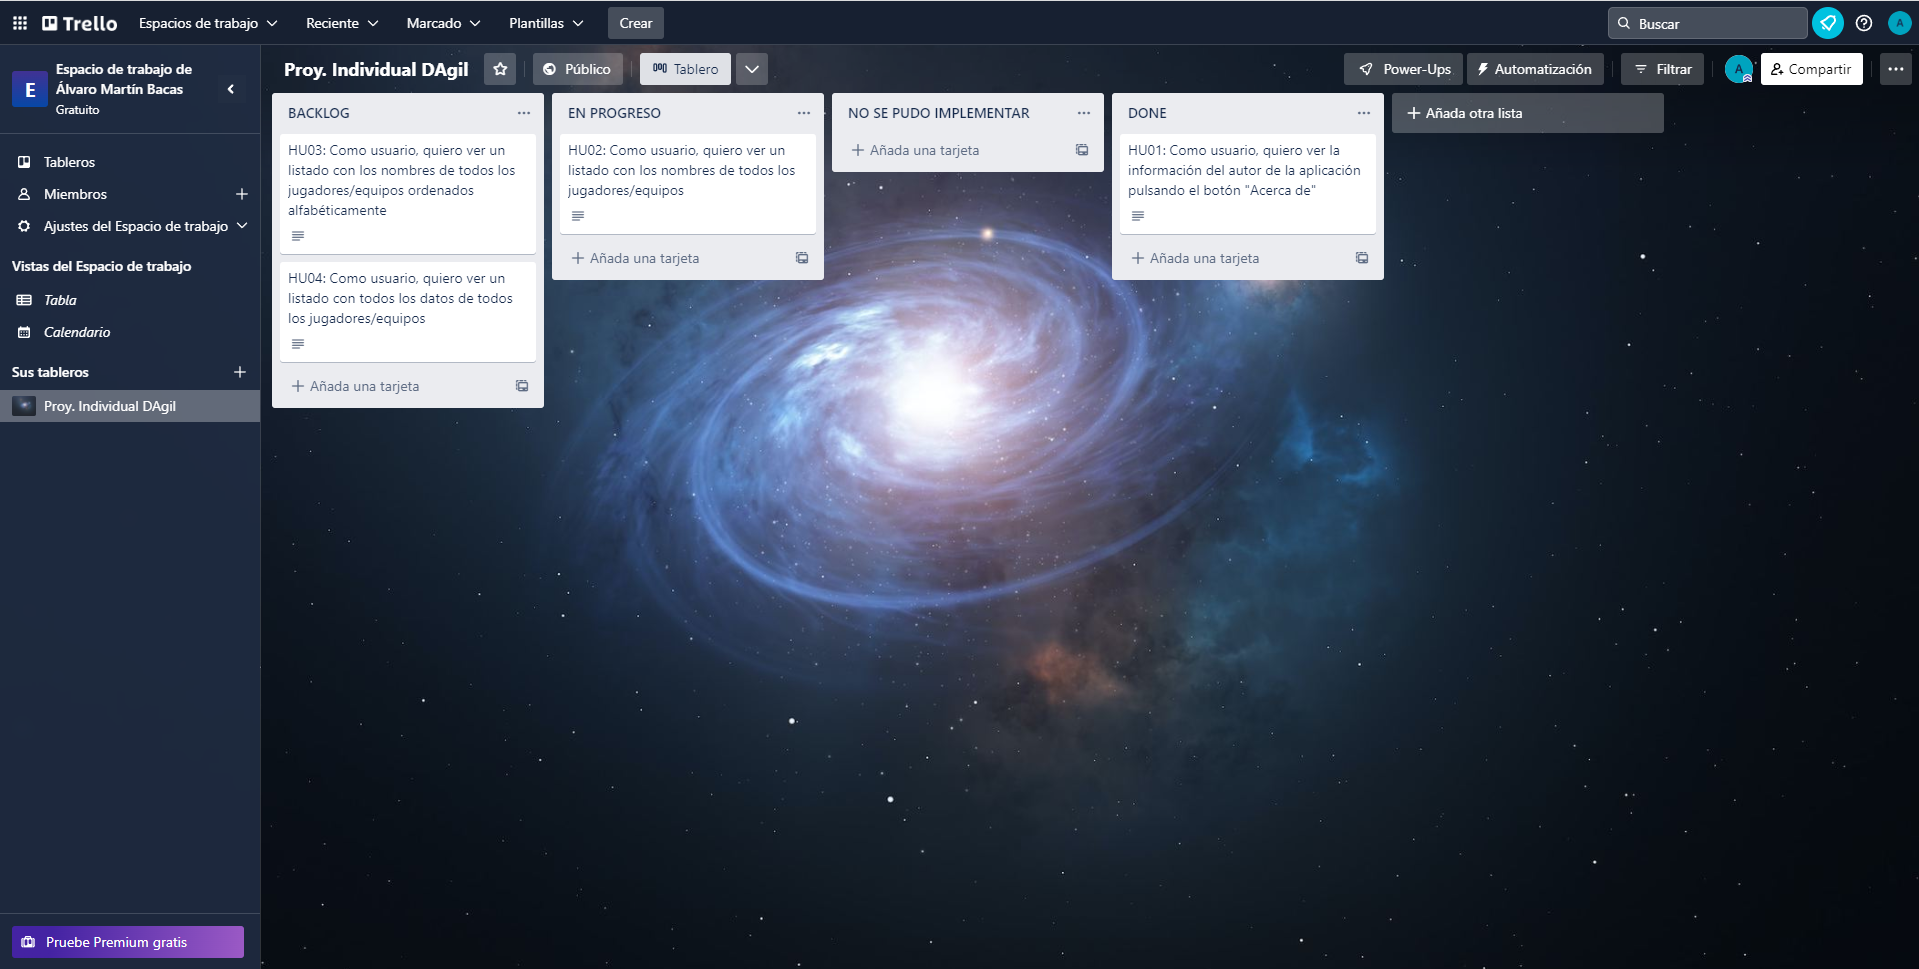 Trello
Espacios de trabajo
Reciente
Marcado
Plantillas
Crear
Buscar
A
E
Espacio de trabajo de
Álvaro Martín Bacas
Gratuito
Tableros
Miembros
Ajustes del Espacio de trabajo
Vistas del Espacio de trabajo
Tabla
Calendario
Sus tableros
Proy. Individual DAgil
Pruebe Premium gratis
Proy. Individual DAgil
Público
Tablero
Power-Ups
Automatización
Filtrar
A
Compartir
BACKLOG
HU03: Como usuario, quiero ver un
listado con los nombres de todos los
jugadores/equipos ordenados
alfabéticamente
HU04: Como usuario, quiero ver un
listado con todos los datos de todos
los jugadores/equipos
Añada una tarjeta
EN PROGRESO
HU02: Como usuario, quiero ver un
listado con los nombres de todos los
jugadores/equipos
Añada una tarjeta
NO SE PUDO IMPLEMENTAR
Añada una tarjeta
DONE
HU01: Como usuario, quiero ver la
información del autor de la aplicación
pulsando el botón "Acerca de"
Añada una tarjeta
Añada otra lista